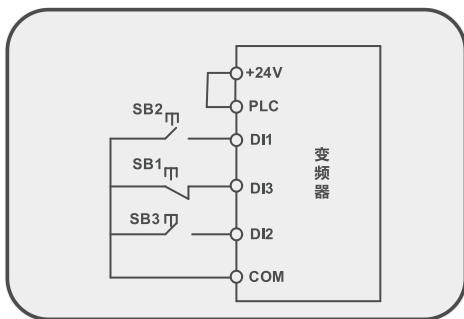 +24V
PLC
SB2
DI1
SB1
DI3
SB3
DI2
COM
变频器